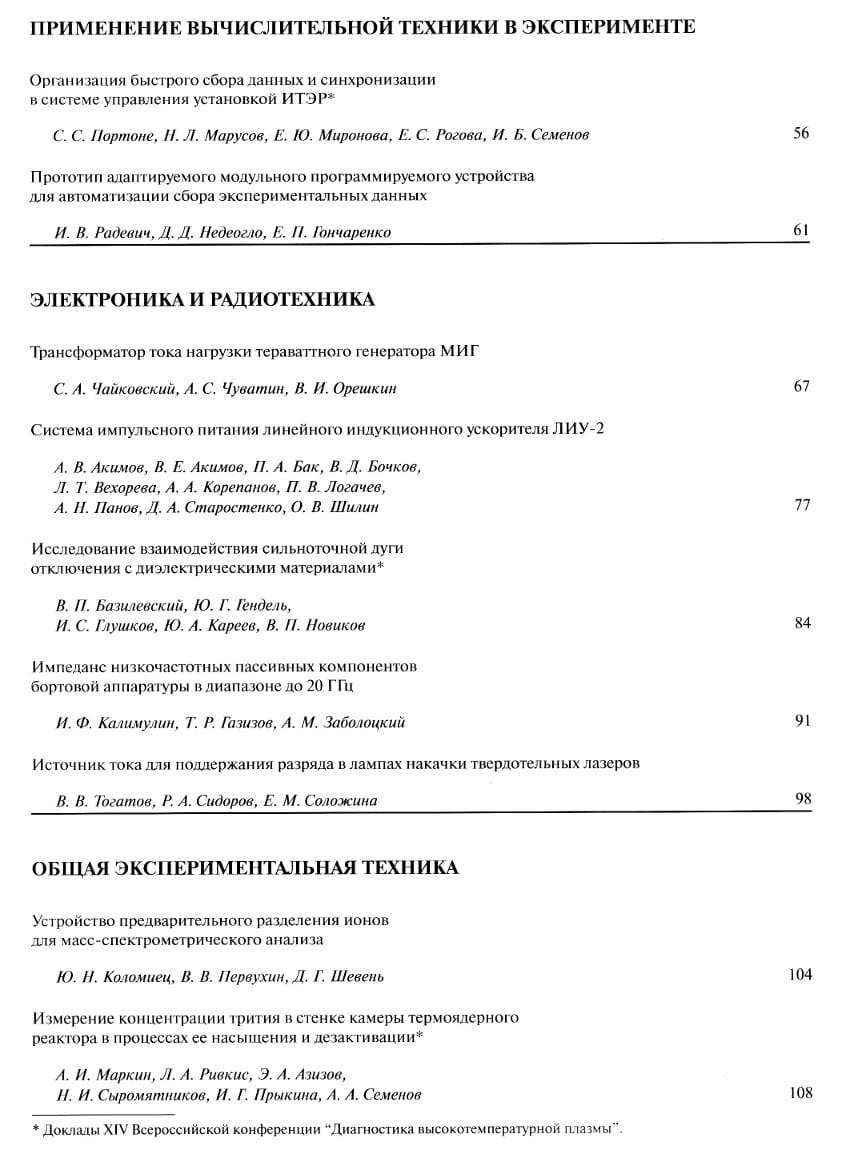 ПРИМЕНЕНИЕ ВЫЧИСЛИТЕЛЬНОЙ ТЕХНИКИ В ЭКСПЕРИМЕНТЕ
Организация быстрого сбора данных и синхронизации
в системе управления установкой ИТЭР*
С. С. Портоне, Н. Л. Марусов, Е. Ю. Миронова, Е. С. Рогова, И. Б. Семенов 56
Прототип адаптируемого модульного программируемого устройства
для автоматизации сбора экспериментальных данных
И. В. Радевич, Д. Д. Недеогло, Е. П. Гончаренко 61
ЭЛЕКТРОНИКА И РАДИОТЕХНИКА
Трансформатор тока нагрузки тераваттного генератора МИГ
С. А. Чайковский, А. С. Чуватин, В. И. Орешкин 67
Система импульсного питания линейного индукционного ускорителя ЛИУ-2
А. В. Акимов, В. Е. Акимов, П. А. Бак, В. Д. Бочков,
Л. Т. Вехорева, А. А. Корепанов, П. В. Логачев,
А. Н. Панов, Д. А. Старостенко, О. В. Шилин 77
Исследование взаимодействия сильноточной дуги
отключения с диэлектрическими материалами*
В. П. Базилевский, Ю. Г. Гендель,
И. С. Глушков, Ю. А. Кареев, В. П. Новиков 84
Импеданс низкочастотных пассивных компонентов
бортовой аппаратуры в диапазоне до 20 ГГц
И. Ф. Калимулин, Т. Р. Газизов, А. М. Заболоцкий 91
Источник тока для поддержания разряда в лампах накачки твердотельных лазеров
В. В. Тогатов, Р. А. Сидоров, Е. М. Соложина 98
ОБЩАЯ ЭКСПЕРИМЕНТАЛЬНАЯ ТЕХНИКА
Устройство предварительного разделения ионов
для масс-спектрометрического анализа
Ю. Н. Коломиец, В. В. Первухин, Д. Г. Шевень 104
Измерение концентрации трития в стенке камеры термоядерного
реактора в процессах ее насыщения и дезактивации*
А. И. Маркин, Л. А. Ривкис, Э. А. Азизов,
Н. И. Сыромятников, И. Г. Прыкина, А. А. Семенов 108
* Доклады XIV Всероссийской конференции “Диагностика высокотемпературной плазмы”.